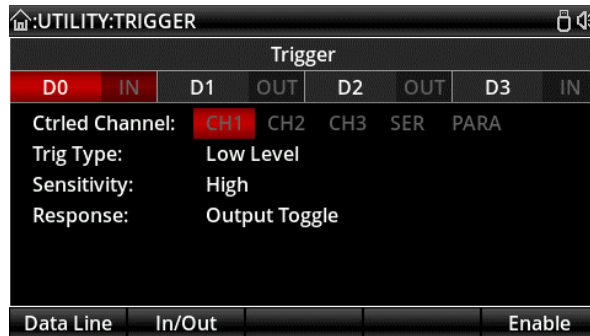 :UTILITY:TRIGGER
Trigger
D0 IN D1 OUT D2 OUT D3 IN
Ctrled Channel: CH1 CH2 CH3 SER PARA
Trig Type: Low Level
Sensitivity: High
Response: Output Toggle
Data Line In/Out Enable